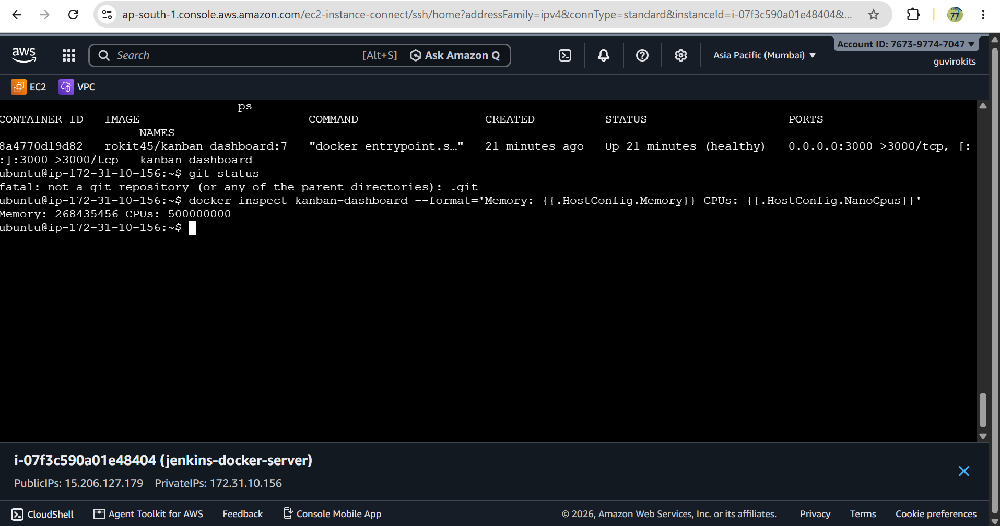 ap-south-1.console.aws.amazon.com/ec2-instance-connect/ssh/home?addressFamily=ipv4&connType=standard&instanceId=i-07f3c590a01e48404&...
aws
Search [Alt+S] Ask Amazon Q
Asia Pacific (Mumbai) ▼
Account ID: 7673-9774-7047 ▼
guvirokits
77
EC2 VPC
ps
CONTAINER ID   IMAGE                        COMMAND                  CREATED          STATUS                    PORTS
NAMES
8a4770d19d82   rokit45/kanban-dashboard:7   "docker-entrypoint.s…"   21 minutes ago   Up 21 minutes (healthy)   0.0.0.0:3000->3000/tcp, [:
:]:3000->3000/tcp   kanban-dashboard
ubuntu@ip-172-31-10-156:~$ git status
fatal: not a git repository (or any of the parent directories): .git
ubuntu@ip-172-31-10-156:~$ docker inspect kanban-dashboard --format='Memory: {{.HostConfig.Memory}} CPUs: {{.HostConfig.NanoCpus}}'
Memory: 268435456 CPUs: 500000000
ubuntu@ip-172-31-10-156:~$
i-07f3c590a01e48404 (jenkins-docker-server)
PublicIPs: 15.206.127.179 PrivateIPs: 172.31.10.156
CloudShell Agent Toolkit for AWS Feedback Console Mobile App © 2026, Amazon Web Services, Inc. or its affiliates. Privacy Terms Cookie preferences